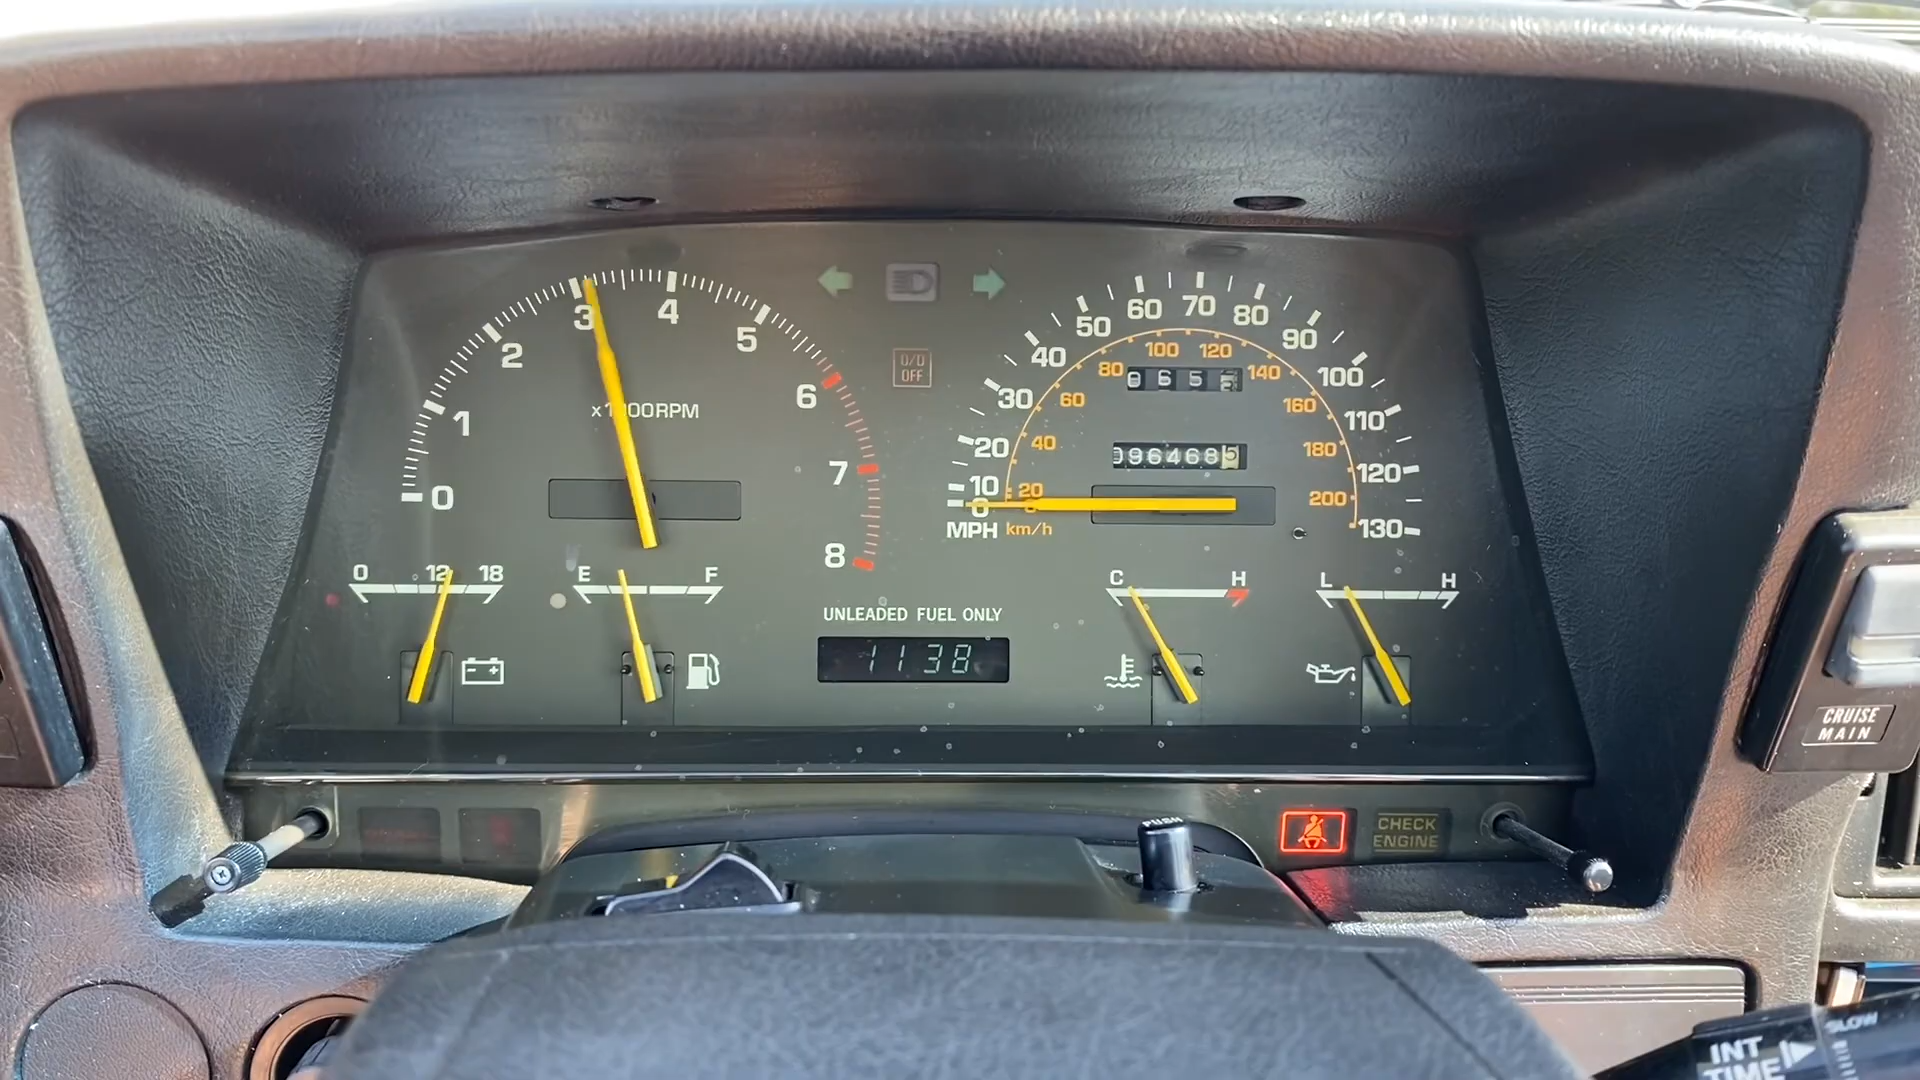 0 1 2 3 4 5 6 7 8
RPM
O/D
OFF
0 10 20 30 40 50 60 70 80 90 100 110 120 130
MPH
20 40 60 80 100 120 140 160 180 200
km/h
0 12 18
E F
UNLEADED FUEL ONLY
1138
C H
L H
CRUISE
MAIN
PUSH
CHECK
ENGINE
SLOW
INT
TIME